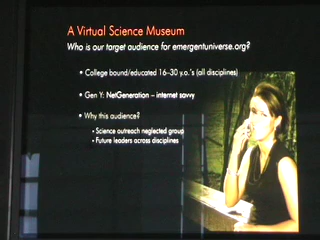 A Virtual Science Museum
Who is our target audience for emergentuniverse.org?
• College bound/educated 16-30 y.o.'s (all disciplines)
• Gen Y: NetGeneration – internet savvy
• Why this audience?
• Science outreach neglected group
• Future leaders across disciplines